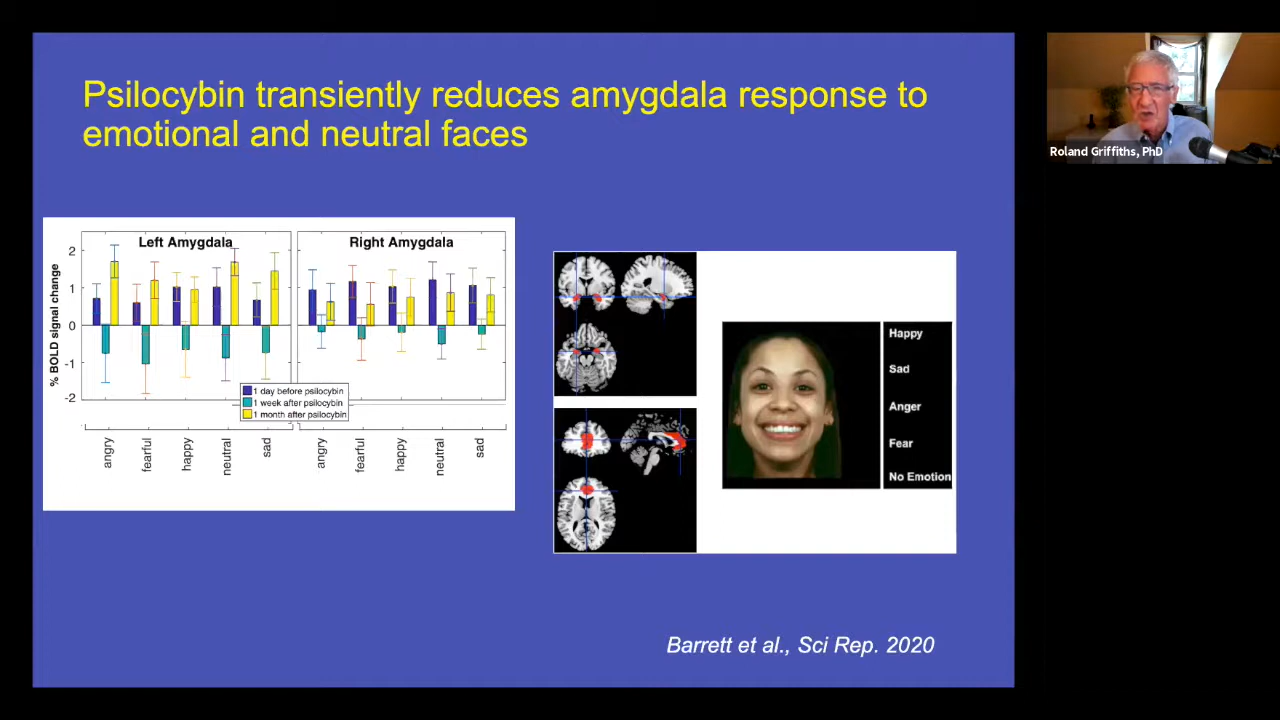 Psilocybin transiently reduces amygdala response to
emotional and neutral faces
Roland Griffiths, PhD
Left Amygdala
Right Amygdala
% BOLD signal change
2
1
0
-1
-2
1 day before psilocybin
1 week after psilocybin
1 month after psilocybin
angry
fearful
happy
neutral
sad
angry
fearful
happy
neutral
sad
Happy
Sad
Anger
Fear
No Emotion
Barrett et al., Sci Rep. 2020